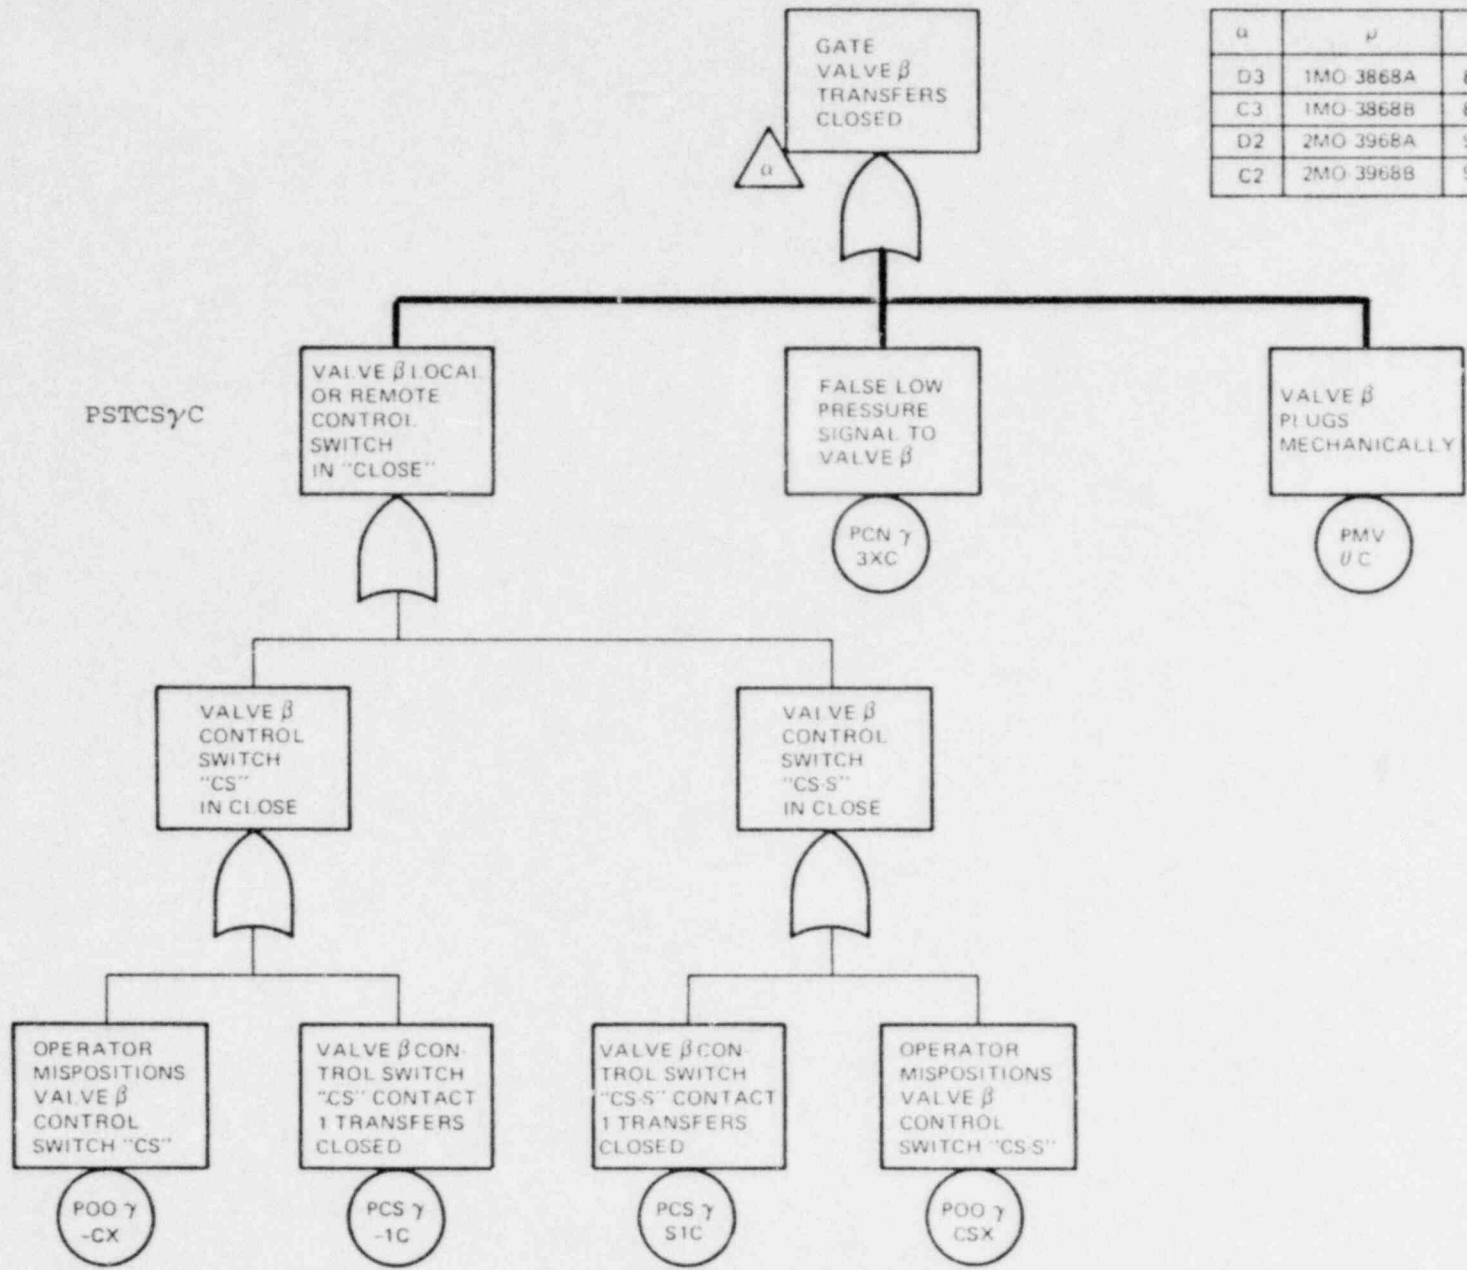 GATE
VALVE β
TRANSFERS
CLOSED
α
α
D3 1MO-3868A
C3 1MO-3868B
D2 2MO-3968A
C2 2MO-3968B
PSTCSγC
VALVE β LOCAL
OR REMOTE
CONTROL
SWITCH
IN "CLOSE"
FALSE LOW
PRESSURE
SIGNAL TO
VALVE β
VALVE β
PLUGS
MECHANICALLY
PCN γ
3XC
PMV
θ C
VALVE β
CONTROL
SWITCH
"CS"
IN CLOSE
VALVE β
CONTROL
SWITCH
"CS-S"
IN CLOSE
OPERATOR
MISPOSITIONS
VALVE β
CONTROL
SWITCH "CS"
VALVE β CON-
TROL SWITCH
"CS" CONTACT
1 TRANSFERS
CLOSED
VALVE β CON-
TROL SWITCH
"CS-S" CONTACT
1 TRANSFERS
CLOSED
OPERATOR
MISPOSITIONS
VALVE β
CONTROL
SWITCH "CS-S"
POO γ
-CX
PCS γ
-1C
PCS γ
S1C
POO γ
CSX